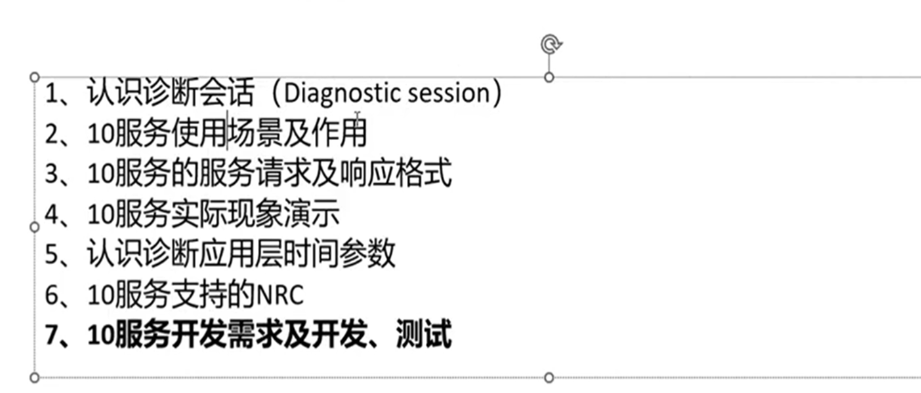 1、认识诊断会话（Diagnostic session）
2、10服务使用场景及作用
3、10服务的服务请求及响应格式
4、10服务实际现象演示
5、认识诊断应用层时间参数
6、10服务支持的NRC
7、10服务开发需求及开发、测试